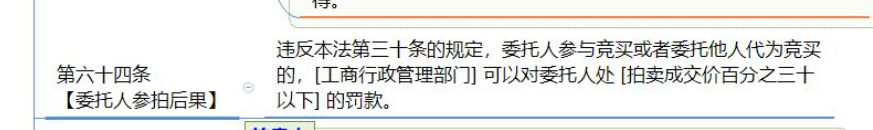 得。
违反本法第三十条的规定，委托人参与竞买或者委托他人代为竞买
的，[工商行政管理部门] 可以对委托人处 [拍卖成交价百分之三十
以下] 的罚款。
第六十四条
【委托人参拍后果】